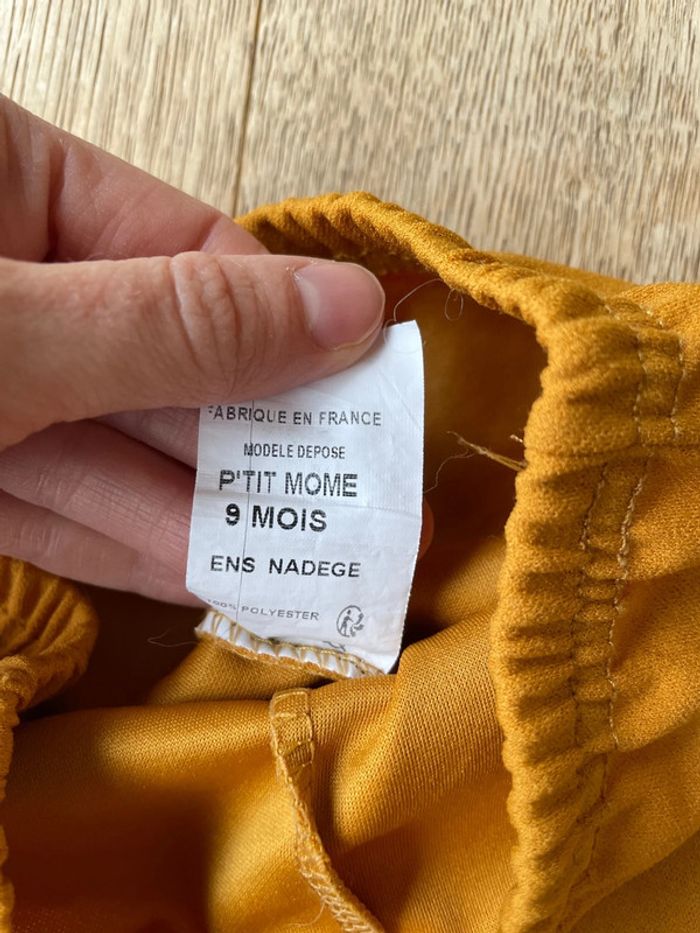 FABRIQUE EN FRANCE
MODELE DEPOSE
P'TIT MOME
9 MOIS
ENS NADEGE
100% POLYESTER